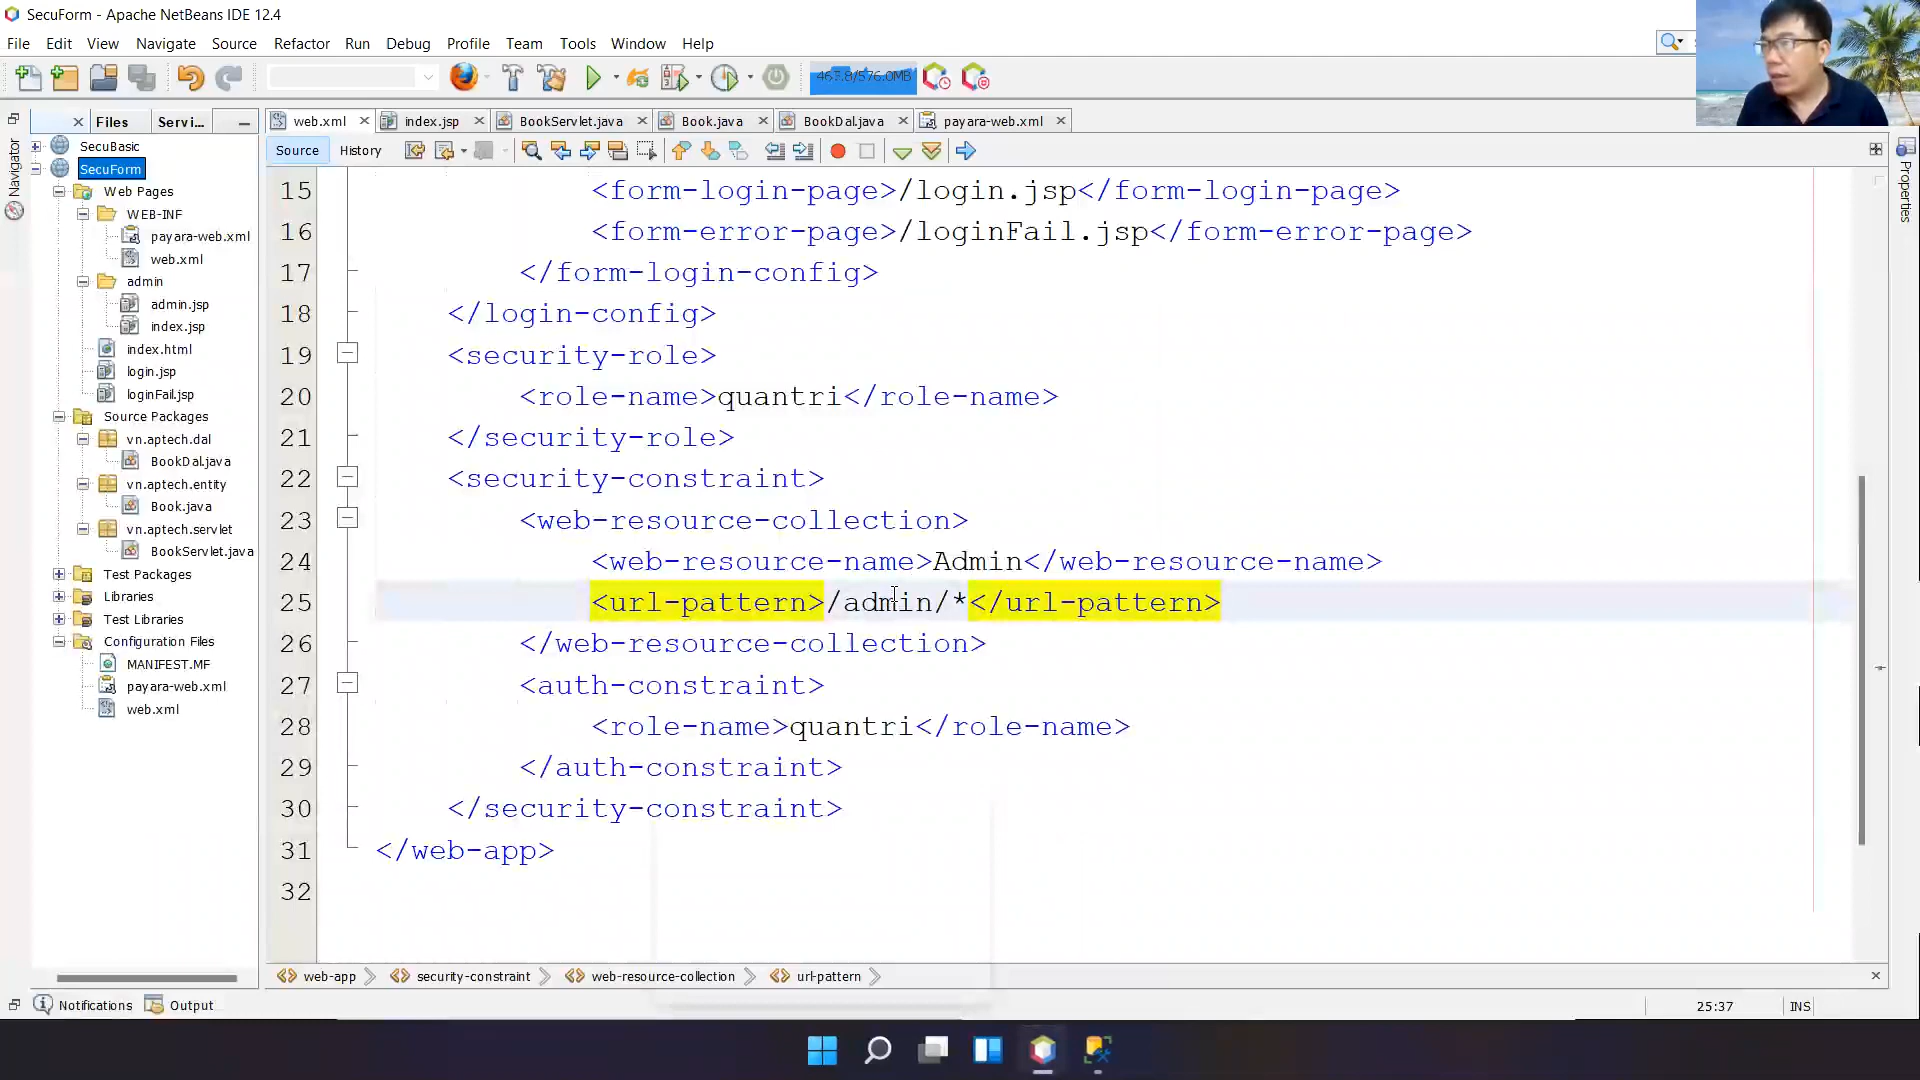 SecuForm - Apache NetBeans IDE 12.4
File Edit View Navigate Source Refactor Run Debug Profile Team Tools Window Help
Files Servi...
web.xml index.jsp BookServlet.java Book.java BookDal.java payara-web.xml
Source History
Navigator
Properties
SecuBasic
SecuForm
Web Pages
WEB-INF
payara-web.xml
web.xml
admin
admin.jsp
index.jsp
index.html
login.jsp
loginFail.jsp
Source Packages
vn.aptech.dal
BookDal.java
vn.aptech.entity
Book.java
vn.aptech.servlet
BookServlet.java
Test Packages
Libraries
Test Libraries
Configuration Files
MANIFEST.MF
payara-web.xml
web.xml
15 <form-login-page>/login.jsp</form-login-page>
16 <form-error-page>/loginFail.jsp</form-error-page>
17 </form-login-config>
18 </login-config>
19 <security-role>
20 <role-name>quantri</role-name>
21 </security-role>
22 <security-constraint>
23 <web-resource-collection>
24 <web-resource-name>Admin</web-resource-name>
25 <url-pattern>/admin/*</url-pattern>
26 </web-resource-collection>
27 <auth-constraint>
28 <role-name>quantri</role-name>
29 </auth-constraint>
30 </security-constraint>
31 </web-app>
32
web-app security-constraint web-resource-collection url-pattern
Notifications Output
25:37 INS